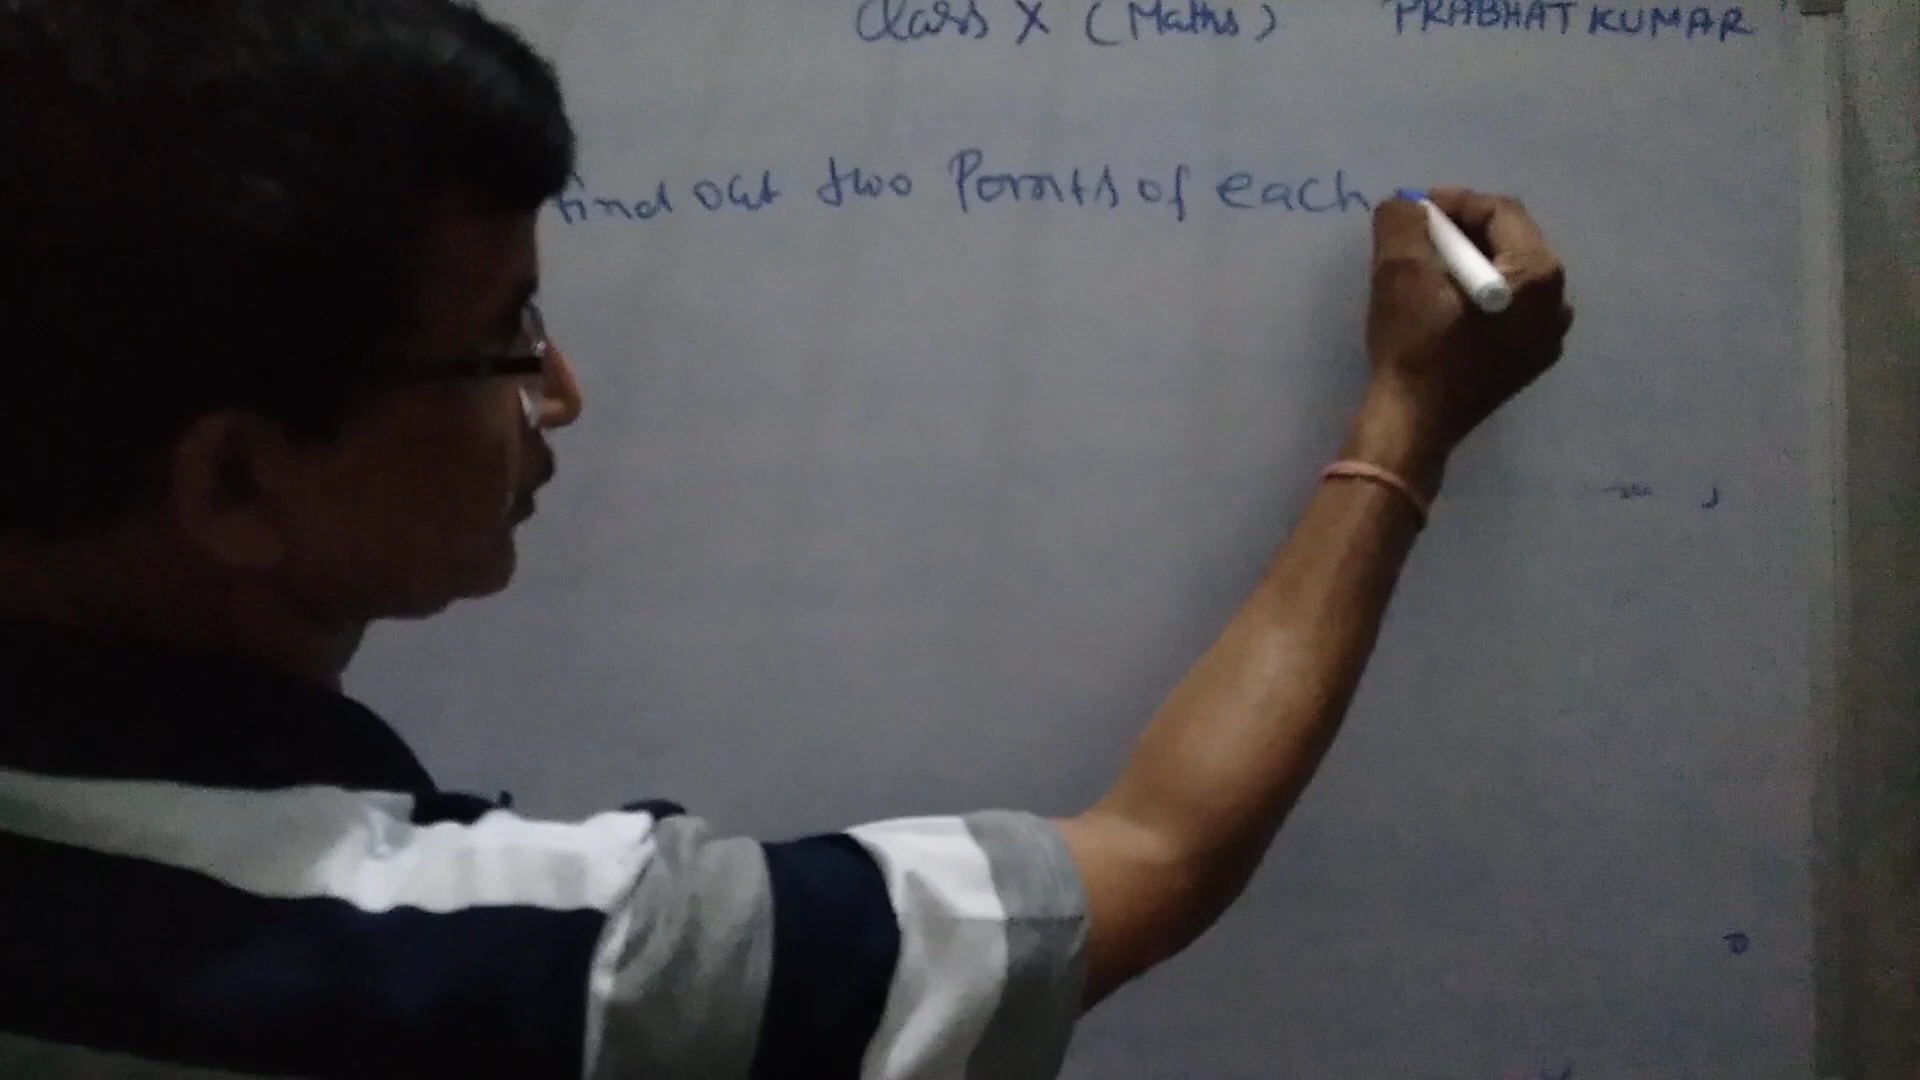 Class X (Maths) PRABHAT KUMAR
find out two Points of each